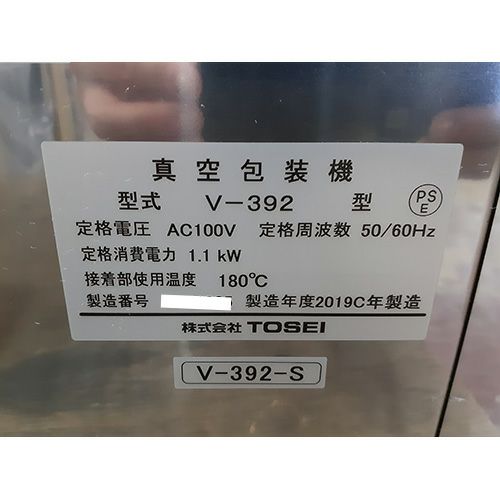 真空包装機
型式 V-392 型 PSE
定格電圧 AC100V 定格周波数 50/60Hz
定格消費電力 1.1 kW
接着部使用温度 180℃
製造番号 製造年度2019C年製造
株式会社 TOSEI
V-392-S